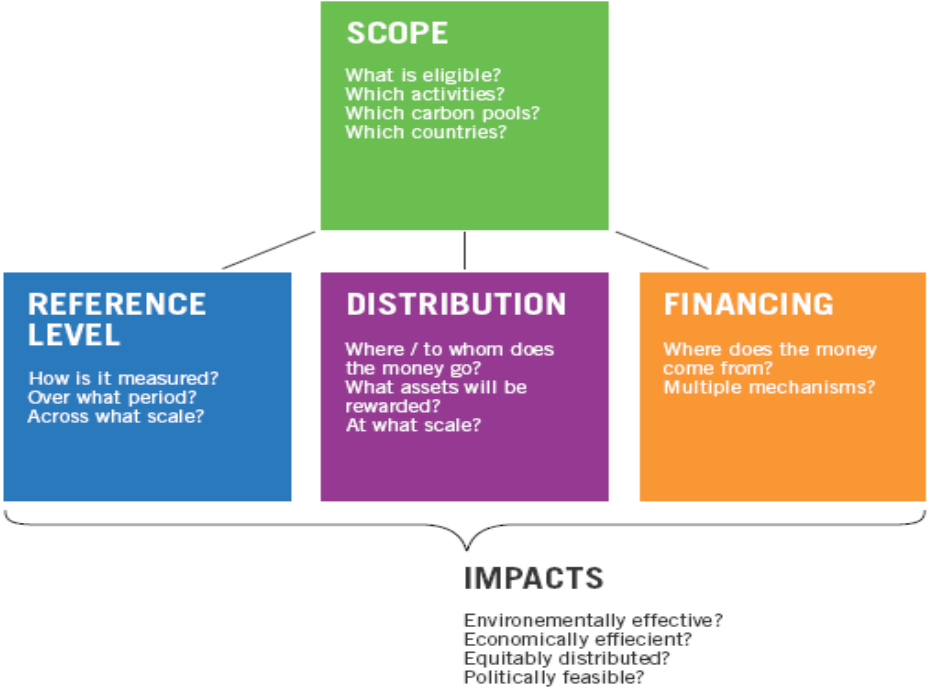 SCOPE
What is eligible?
Which activities?
Which carbon pools?
Which countries?
REFERENCE
LEVEL
How is it measured?
Over what period?
Across what scale?
DISTRIBUTION
Where / to whom does
the money go?
What assets will be
rewarded?
At what scale?
FINANCING
Where does the money
come from?
Multiple mechanisms?
IMPACTS
Environementally effective?
Economically effiecient?
Equitably distributed?
Politically feasible?